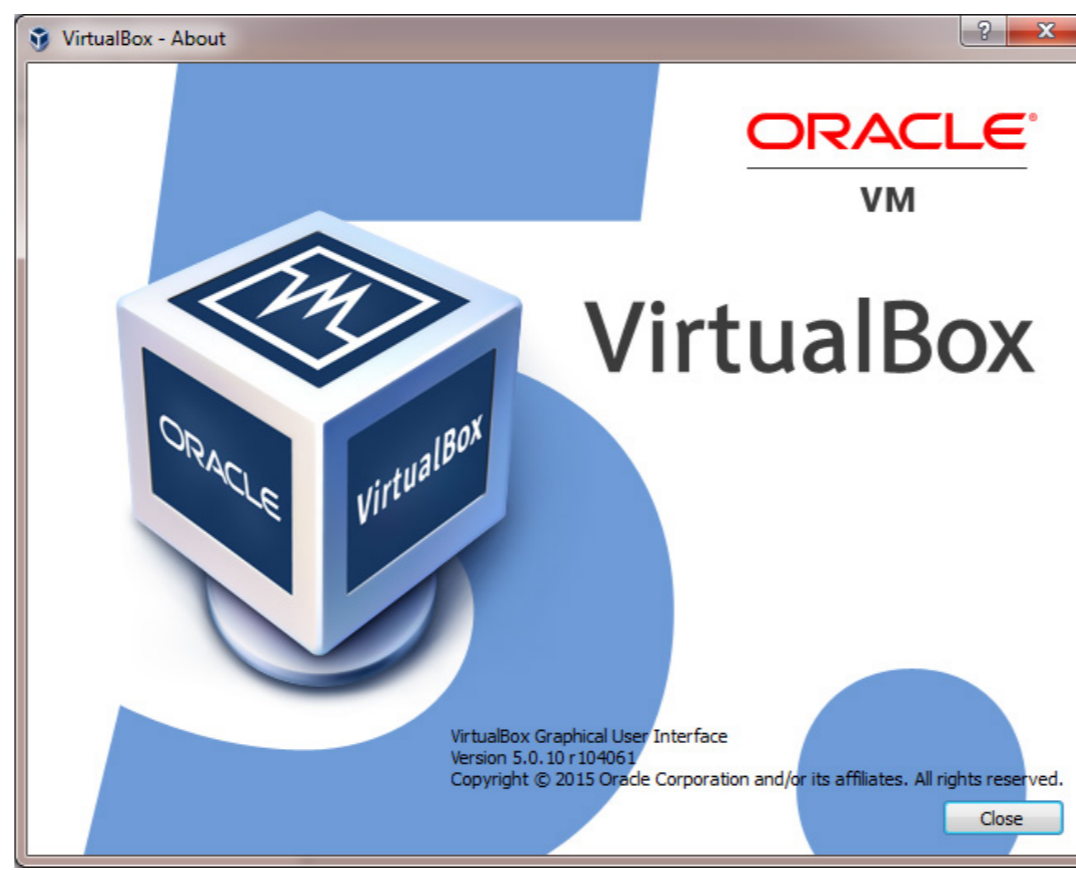 VirtualBox - About
ORACLE®
VM
VirtualBox
ORACLE
VirtualBox
5.
VirtualBox Graphical User Interface
Version 5.0.10 r104061
Copyright © 2015 Oracle Corporation and/or its affiliates. All rights reserved.
Close